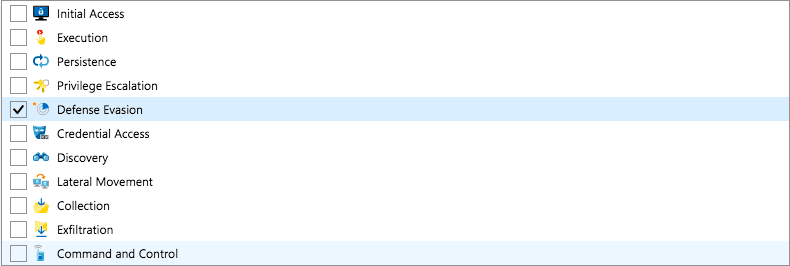 Initial Access
Execution
Persistence
Privilege Escalation
Defense Evasion
Credential Access
Discovery
Lateral Movement
Collection
Exfiltration
Command and Control